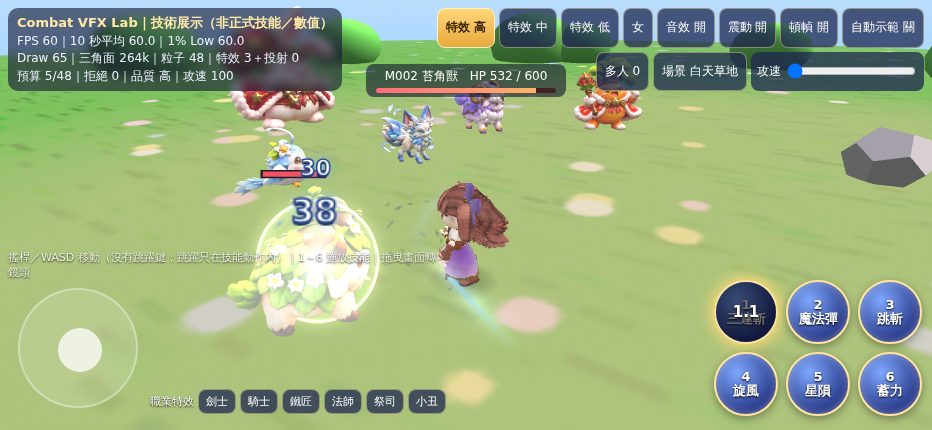 Combat VFX Lab｜技術展示（非正式技能／數值）
FPS 60｜10 秒平均 60.0｜1% Low 60.0
Draw 65｜三角面 264k｜粒子 48｜特效 3＋投射 0
預算 5/48｜拒絕 0｜品質 高｜攻速 100
特效 高
特效 中
特效 低
女
音效 開
震動 開
頓幀 開
自動示範 關
M002 苔角獸 HP 532 / 600
多人 0
場景 白天草地
攻速
30
38
搖桿／WASD 移動（沒有跳躍鍵；跳躍只在技能動作內）｜1～6 施放技能｜拖曳畫面轉
鏡頭
1
1.1
三連斬
2
魔法彈
3
跳斬
4
旋風
5
星隕
6
蓄力
職業特效
劍士
騎士
鐵匠
法師
祭司
小丑